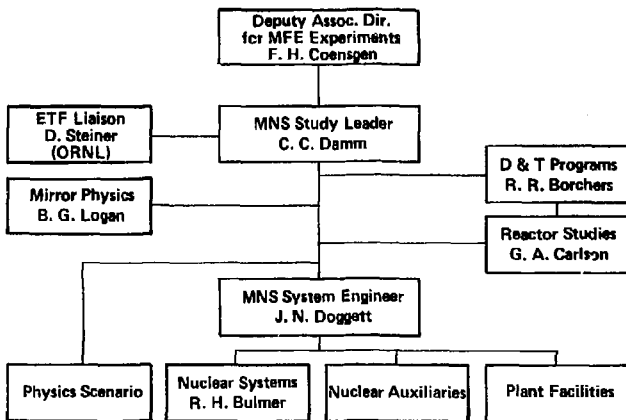 Deputy Assoc. Dir.
for MFE Experiments
F. H. Coensgen
ETF Liaison
D. Steiner
(ORNL)
MNS Study Leader
C. C. Damm
Mirror Physics
B. G. Logan
D & T Programs
R. R. Borchers
Reactor Studies
G. A. Carlson
MNS System Engineer
J. N. Doggett
Physics Scenario
Nuclear Systems
R. H. Bulmer
Nuclear Auxiliaries
Plant Facilities